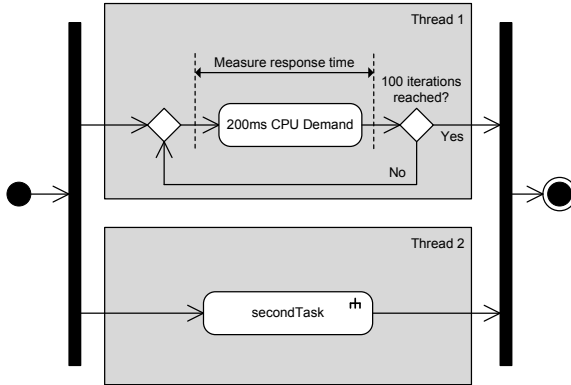 Thread 1
Measure response time
100 iterations
reached?
200ms CPU Demand
Yes
No
Thread 2
secondTask